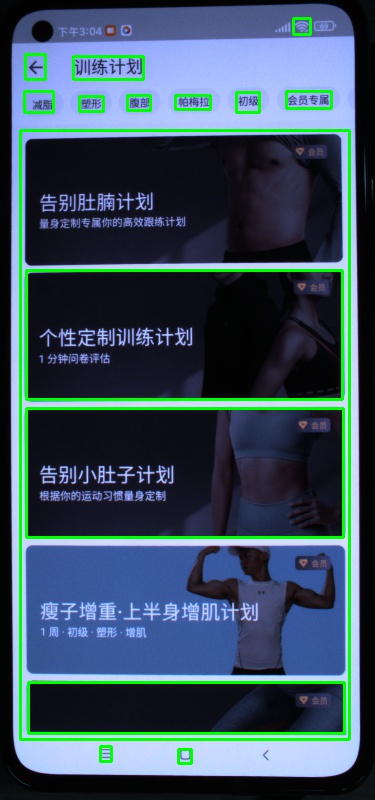 下午3:04
69
训练计划
减脂 塑形 腹部 帕梅拉 初级 会员专属
会员
告别肚腩计划
量身定制专属你的高效跟练计划
会员
个性定制训练计划
1 分钟问卷评估
会员
告别小肚子计划
根据你的运动习惯量身定制
会员
瘦子增重·上半身增肌计划
1 周 · 初级 · 塑形 · 增肌
会员